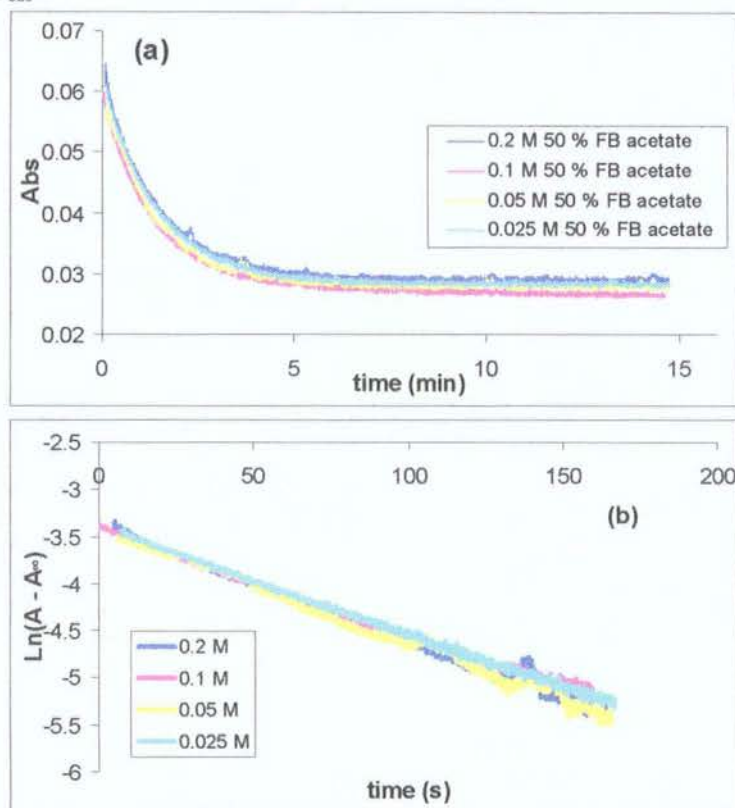 (a)
0.07
0.06
0.05
0.04
0.03
0.02
Abs
0.2 M 50 % FB acetate
0.1 M 50 % FB acetate
0.05 M 50 % FB acetate
0.025 M 50 % FB acetate
0 5 10 15
time (min)
(b)
-2.5
-3
-3.5
-4
-4.5
-5
-5.5
-6
Ln(A - A∞)
0 50 100 150 200
0.2 M
0.1 M
0.05 M
0.025 M
time (s)